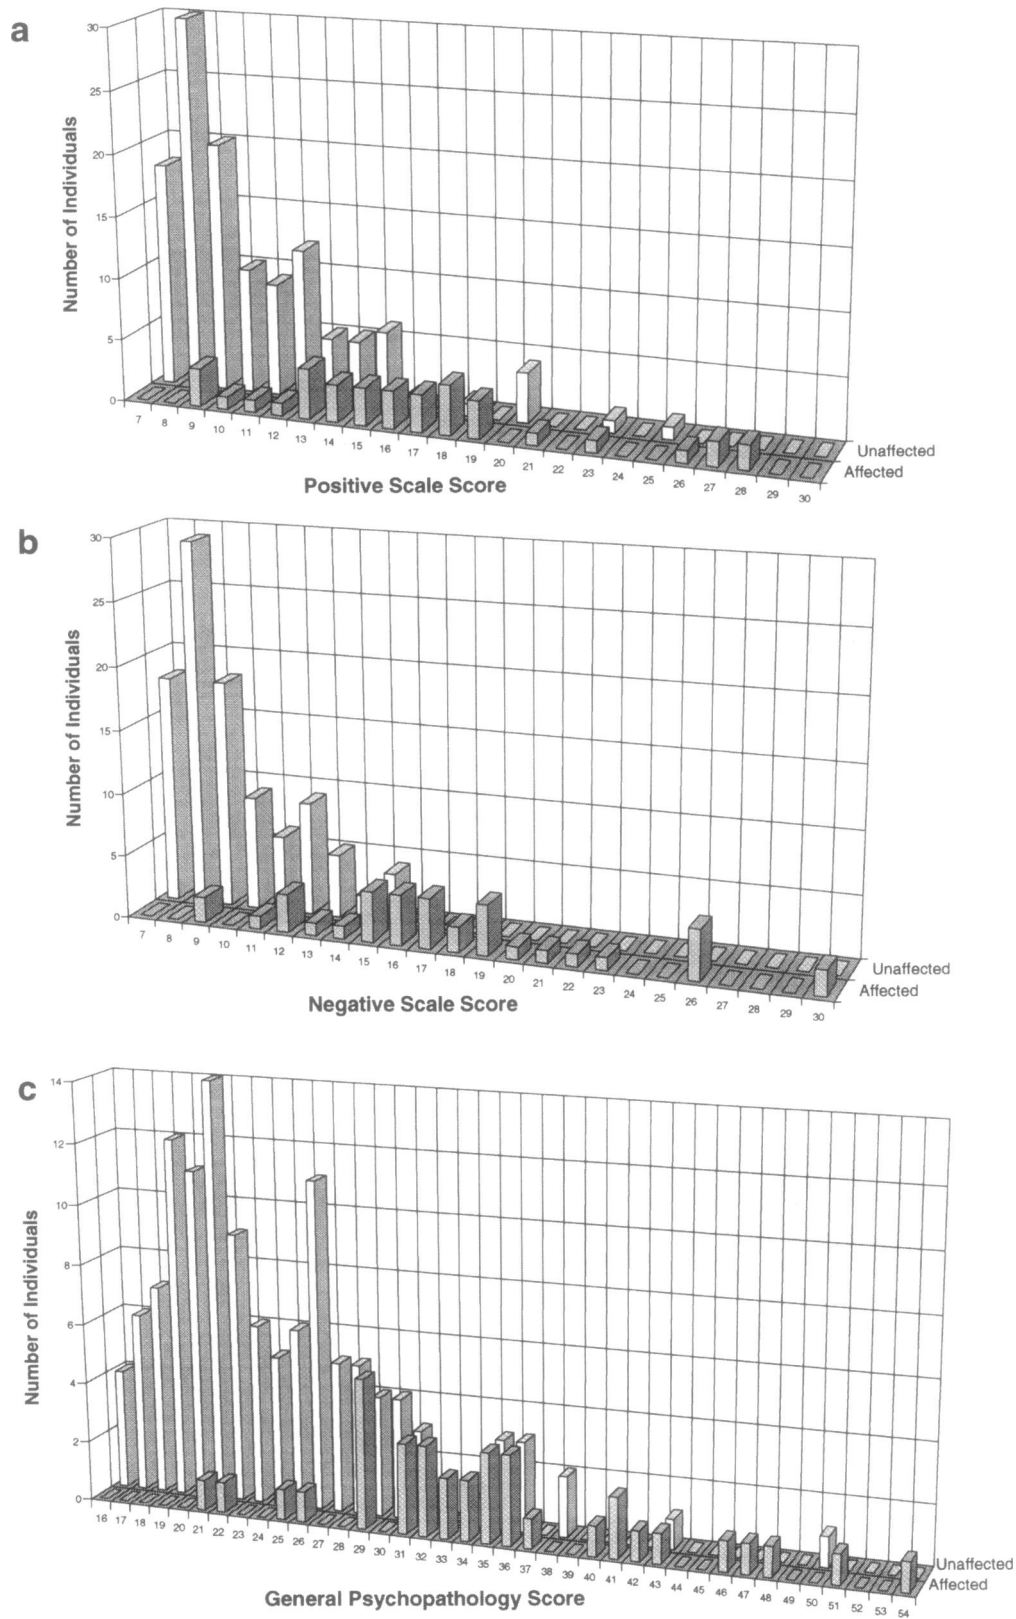 a
30
25
20
15
10
5
0
Number of Individuals
7 8 9 10 11 12 13 14 15 16 17 18 19 20 21 22 23 24 25 26 27 28 29 30
Unaffected
Affected
Positive Scale Score
b
30
25
20
15
10
5
0
Number of Individuals
7 8 9 10 11 12 13 14 15 16 17 18 19 20 21 22 23 24 25 26 27 28 29 30
Unaffected
Affected
Negative Scale Score
c
14
12
10
8
6
4
2
0
Number of Individuals
16 17 18 19 20 21 22 23 24 25 26 27 28 29 30 31 32 33 34 35 36 37 38 39 40 41 42 43 44 45 46 47 48 49 50 51 52 53 54
Unaffected
Affected
General Psychopathology Score